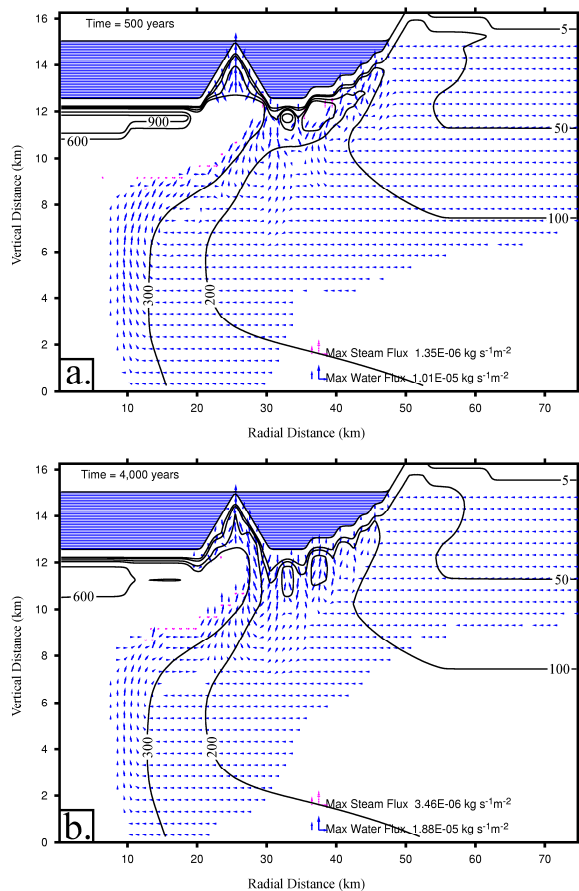 Time = 500 years
16
14
12
10
8
6
4
2
0
Vertical Distance (km)
5
50
100
900
600
300
200
Max Steam Flux 1.35E-06 kg s-1m-2
Max Water Flux 1.01E-05 kg s-1m-2
a.
10 20 30 40 50 60 70
Radial Distance (km)
Time = 4,000 years
16
14
12
10
8
6
4
2
0
Vertical Distance (km)
5
50
100
600
300
200
Max Steam Flux 3.46E-06 kg s-1m-2
Max Water Flux 1.88E-05 kg s-1m-2
b.
10 20 30 40 50 60 70
Radial Distance (km)